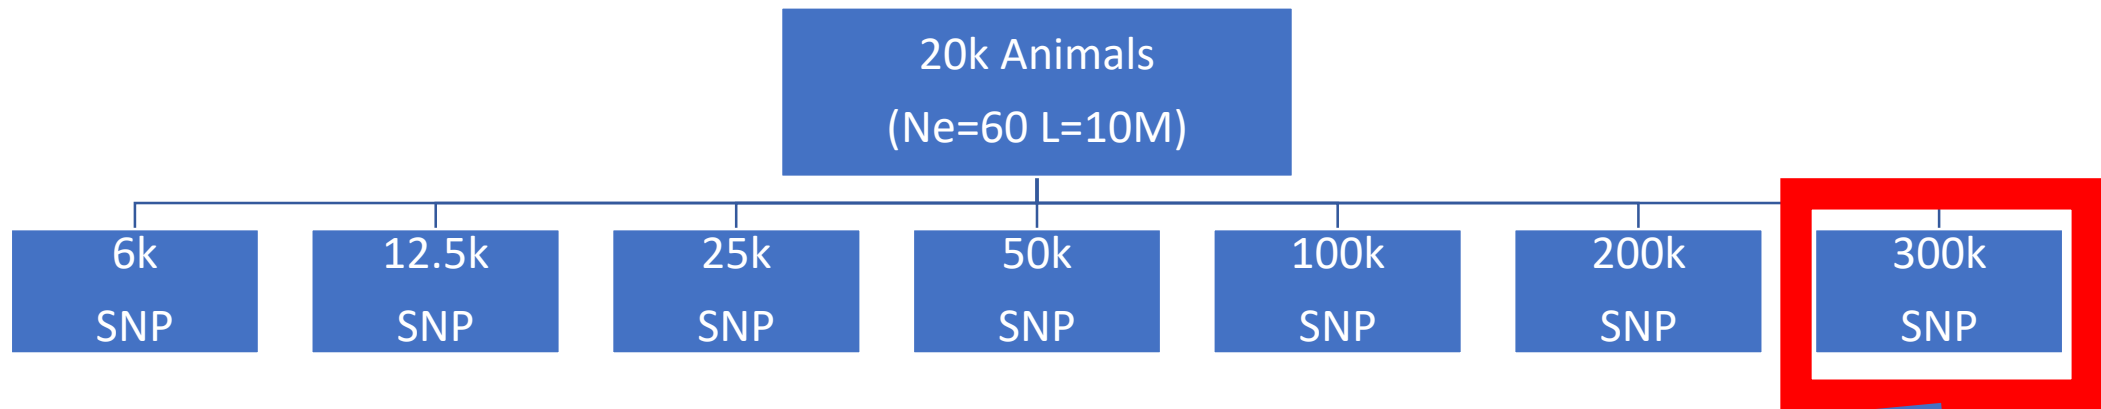 20k Animals
(Ne=60 L=10M)
6k
SNP
12.5k
SNP
25k
SNP
50k
SNP
100k
SNP
200k
SNP
300k
SNP